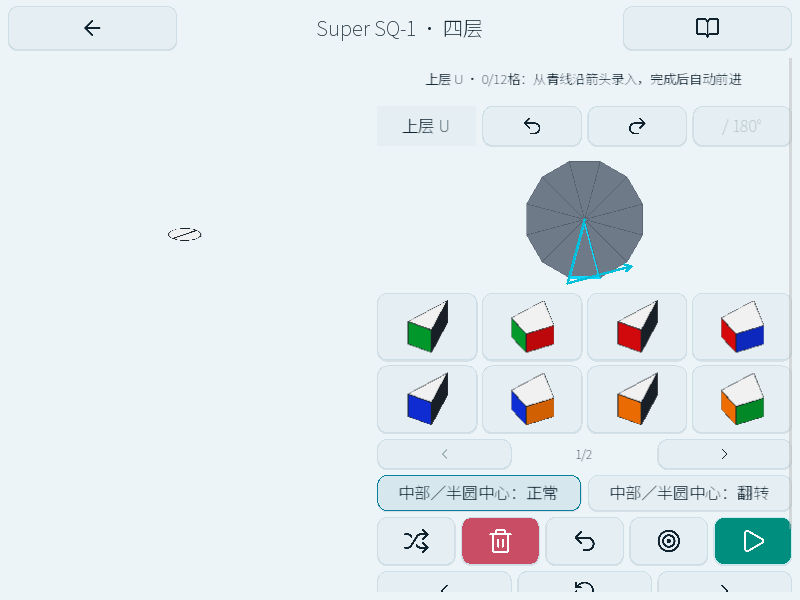 Super SQ-1 · 四层
上层 U · 0/12格：从青线沿箭头录入，完成后自动前进
上层 U
/ 180°
1/2
中部／半圆中心：正常
中部／半圆中心：翻转